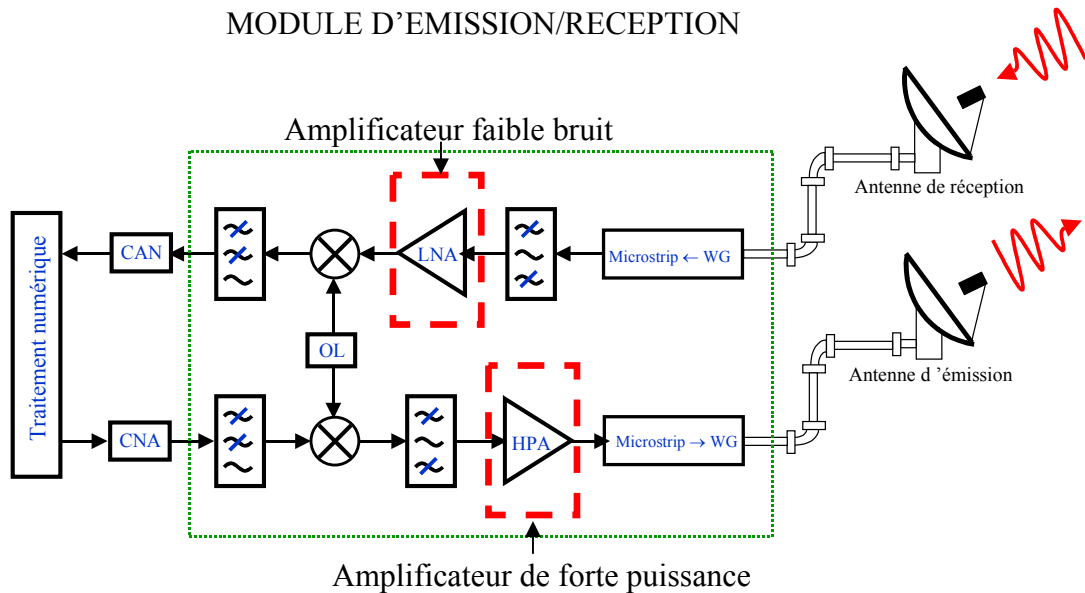 MODULE D’EMISSION/RECEPTION
Amplificateur faible bruit
Antenne de réception
Traitement numérique
CAN
LNA
Microstrip ← WG
OL
Antenne d ’émission
CNA
HPA
Microstrip → WG
Amplificateur de forte puissance